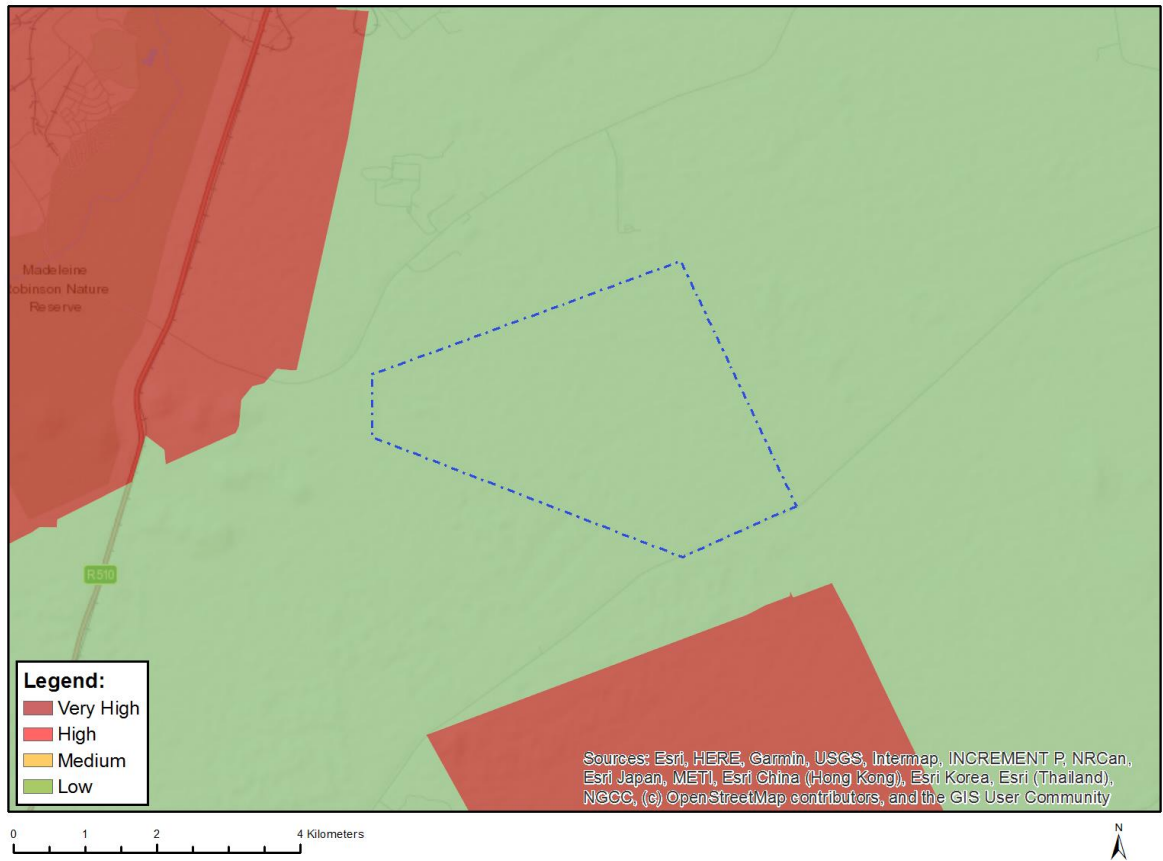 Madeleine
obinson Nature
Reserve
R510
Legend:
Very High
High
Medium
Low
Sources: Esri, HERE, Garmin, USGS, Intermap, INCREMENT P, NRCan,
Esri Japan, METI, Esri China (Hong Kong), Esri Korea, Esri (Thailand),
NGCC, (c) OpenStreetMap contributors, and the GIS User Community
0 1 2 4 Kilometers
N